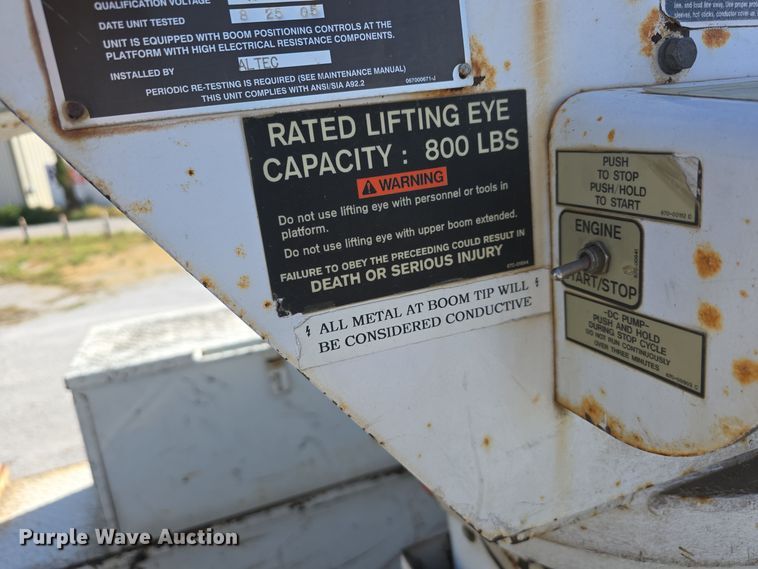 QUALIFICATION VOLTAGE
DATE UNIT TESTED 8 25 05
UNIT IS EQUIPPED WITH BOOM POSITIONING CONTROLS AT THE
PLATFORM WITH HIGH ELECTRICAL RESISTANCE COMPONENTS.
INSTALLED BY ALTEC
PERIODIC RE-TESTING IS REQUIRED (SEE MAINTENANCE MANUAL)
THIS UNIT COMPLIES WITH ANSI/SIA A92.2
067000671-J
RATED LIFTING EYE
CAPACITY : 800 LBS
WARNING
Do not use lifting eye with personnel or tools in
platform.
Do not use lifting eye with upper boom extended.
FAILURE TO OBEY THE PRECEDING COULD RESULT IN
DEATH OR SERIOUS INJURY
ALL METAL AT BOOM TIP WILL
BE CONSIDERED CONDUCTIVE
PUSH
TO STOP
PUSH/HOLD
TO START
670-00112 C
ENGINE
START/STOP
-DC PUMP-
PUSH AND HOLD
DURING STOP CYCLE
DO NOT RUN CONTINUOUSLY
OVER THREE MINUTES
Purple Wave Auction